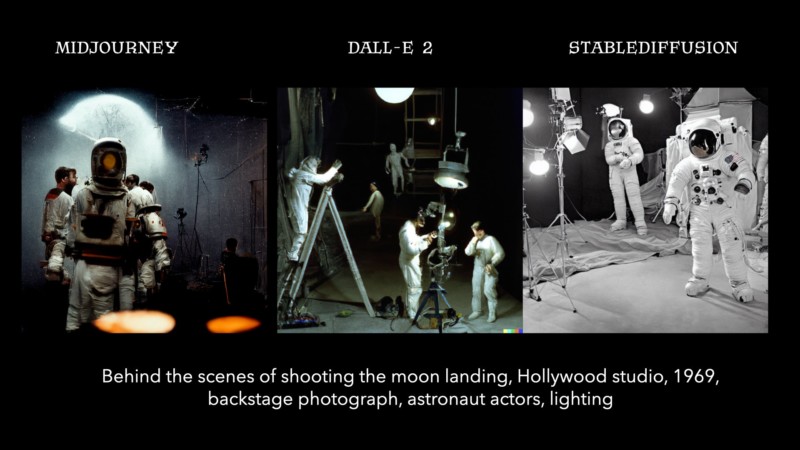 MIDJOURNEY
DALL-E 2
STABLEDIFFUSION
Behind the scenes of shooting the moon landing, Hollywood studio, 1969,
backstage photograph, astronaut actors, lighting